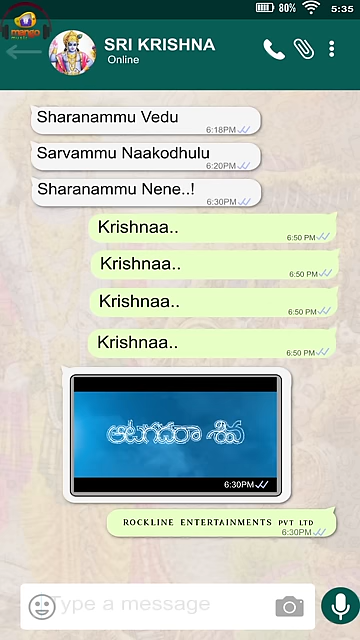 80%
5:35
mango
music
SRI KRISHNA
Online
Sharanammu Vedu
6:18PM
Sarvammu Naakodhulu
6:20PM
Sharanammu Nene..!
6:30PM
Krishnaa..
6:50 PM
Krishnaa..
6:50 PM
Krishnaa..
6:50 PM
Krishnaa..
6:50 PM
ఆటగదరా శివ
6:30PM
ROCKLINE ENTERTAINMENTS PVT LTD
6:30PM
Type a message